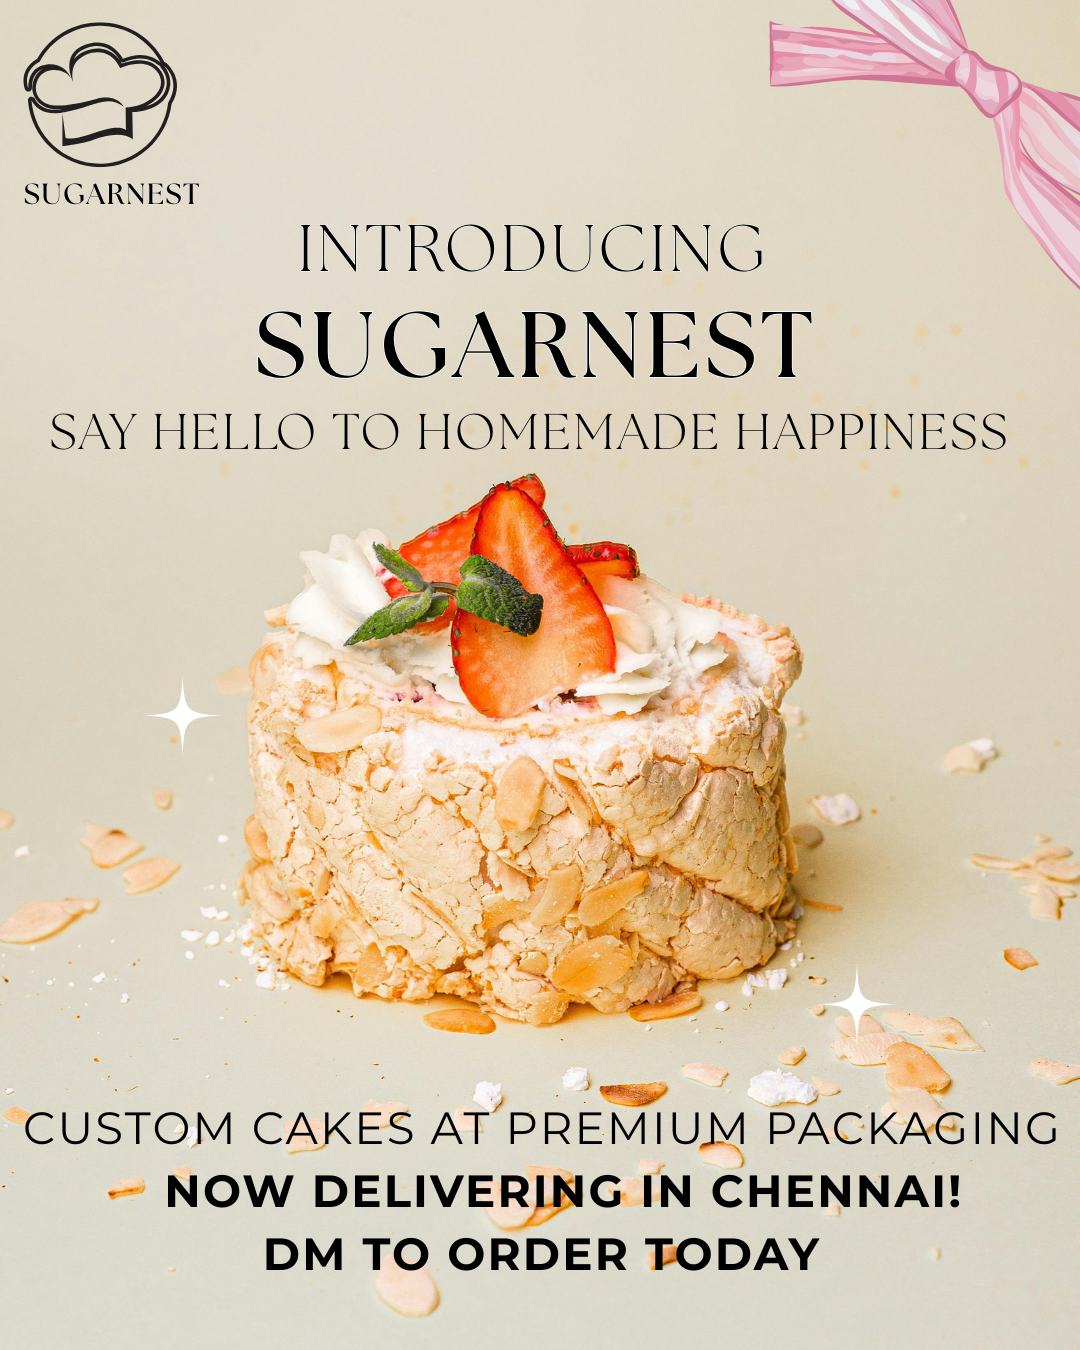 SUGARNEST
INTRODUCING
SUGARNEST
SAY HELLO TO HOMEMADE HAPPINESS
CUSTOM CAKES AT PREMIUM PACKAGING
NOW DELIVERING IN CHENNAI!
DM TO ORDER TODAY